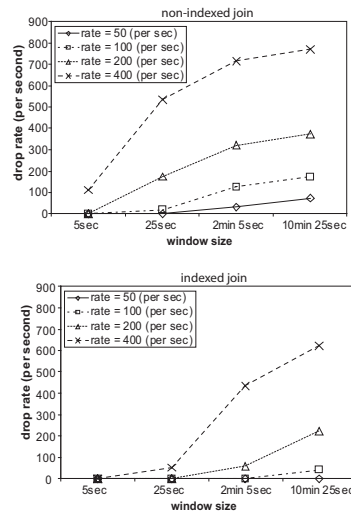 non-indexed join
900
800
700
600
500
400
300
200
100
0
rate = 50 (per sec)
rate = 100 (per sec)
rate = 200 (per sec)
rate = 400 (per sec)
drop rate (per second)
5sec 25sec 2min 5sec 10min 25sec
window size
indexed join
900
800
700
600
500
400
300
200
100
0
rate = 50 (per sec)
rate = 100 (per sec)
rate = 200 (per sec)
rate = 400 (per sec)
drop rate (per second)
5sec 25sec 2min 5sec 10min 25sec
window size